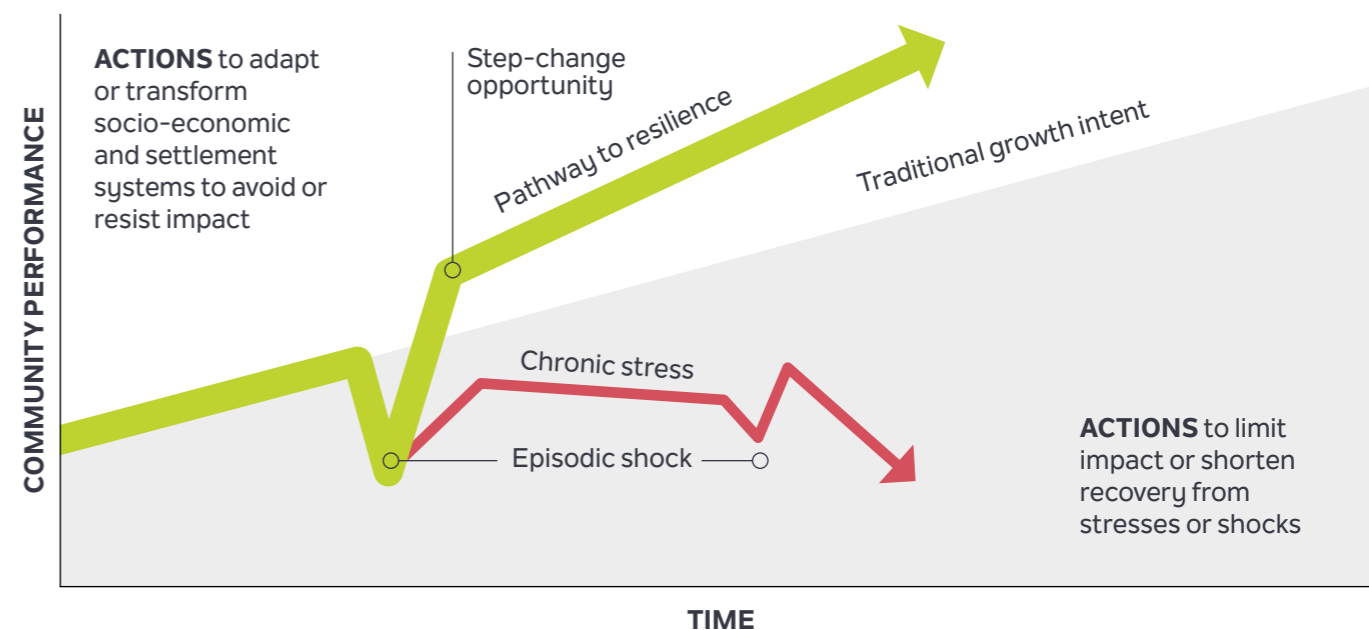 ACTIONS to adapt
or transform
socio-economic
and settlement
systems to avoid or
resist impact
Step-change
opportunity
Pathway to resilience
Traditional growth intent
COMMUNITY PERFORMANCE
Chronic stress
Episodic shock
ACTIONS to limit
impact or shorten
recovery from
stresses or shocks
TIME